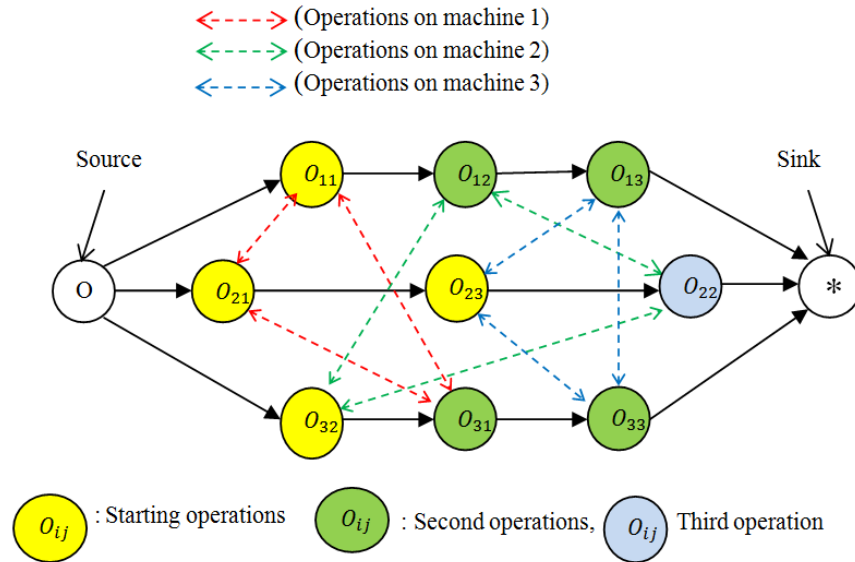 (Operations on machine 1)
(Operations on machine 2)
(Operations on machine 3)
Source
Sink
O₁₁
O₁₂
O₁₃
O
O₂₁
O₂₃
O₂₂
*
O₃₂
O₃₁
O₃₃
Oᵢⱼ : Starting operations
Oᵢⱼ : Second operations,
Oᵢⱼ Third operation